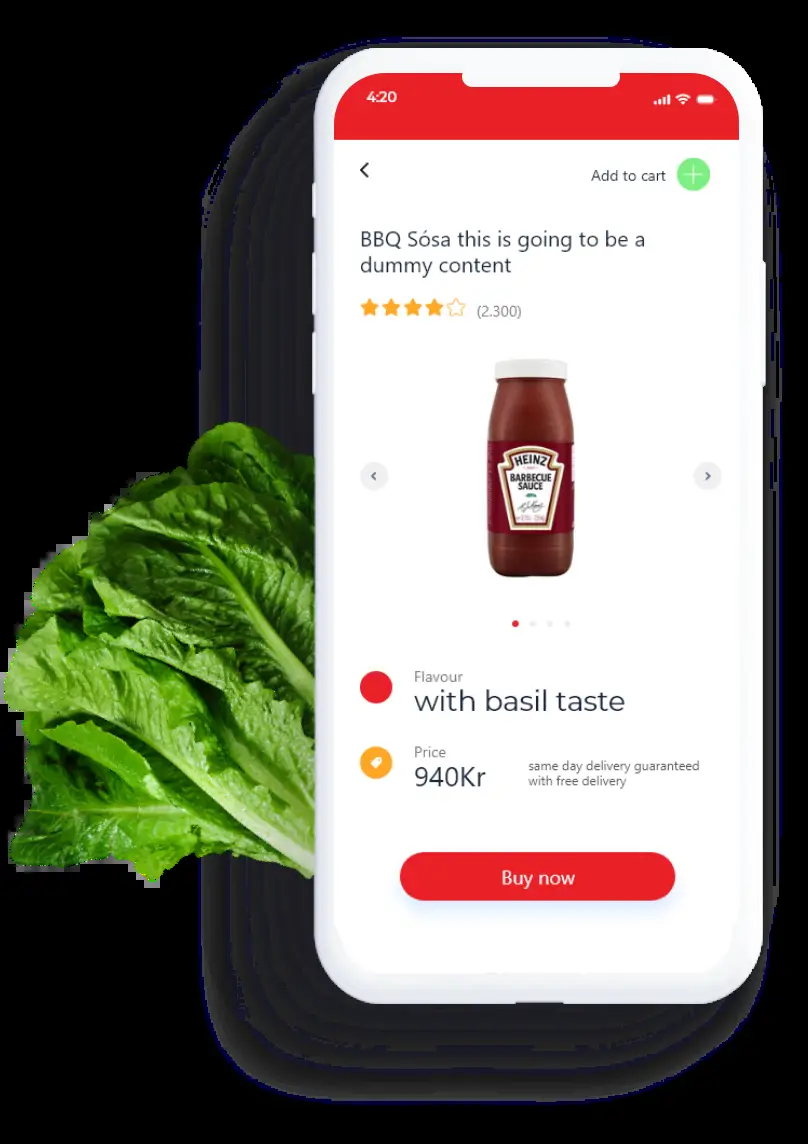 4:20
Add to cart
BBQ Sósa this is going to be a
dummy content
(2.300)
HEINZ
BARBECUE
SAUCE
Flavour
with basil taste
Price
940Kr
same day delivery guaranteed
with free delivery
Buy now